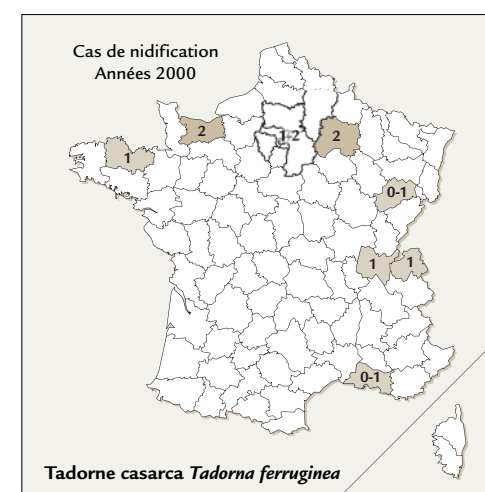 Cas de nidification
Années 2000
2
1-2
2
1
0-1
1 1
0-1
Tadorne casarca Tadorna ferruginea